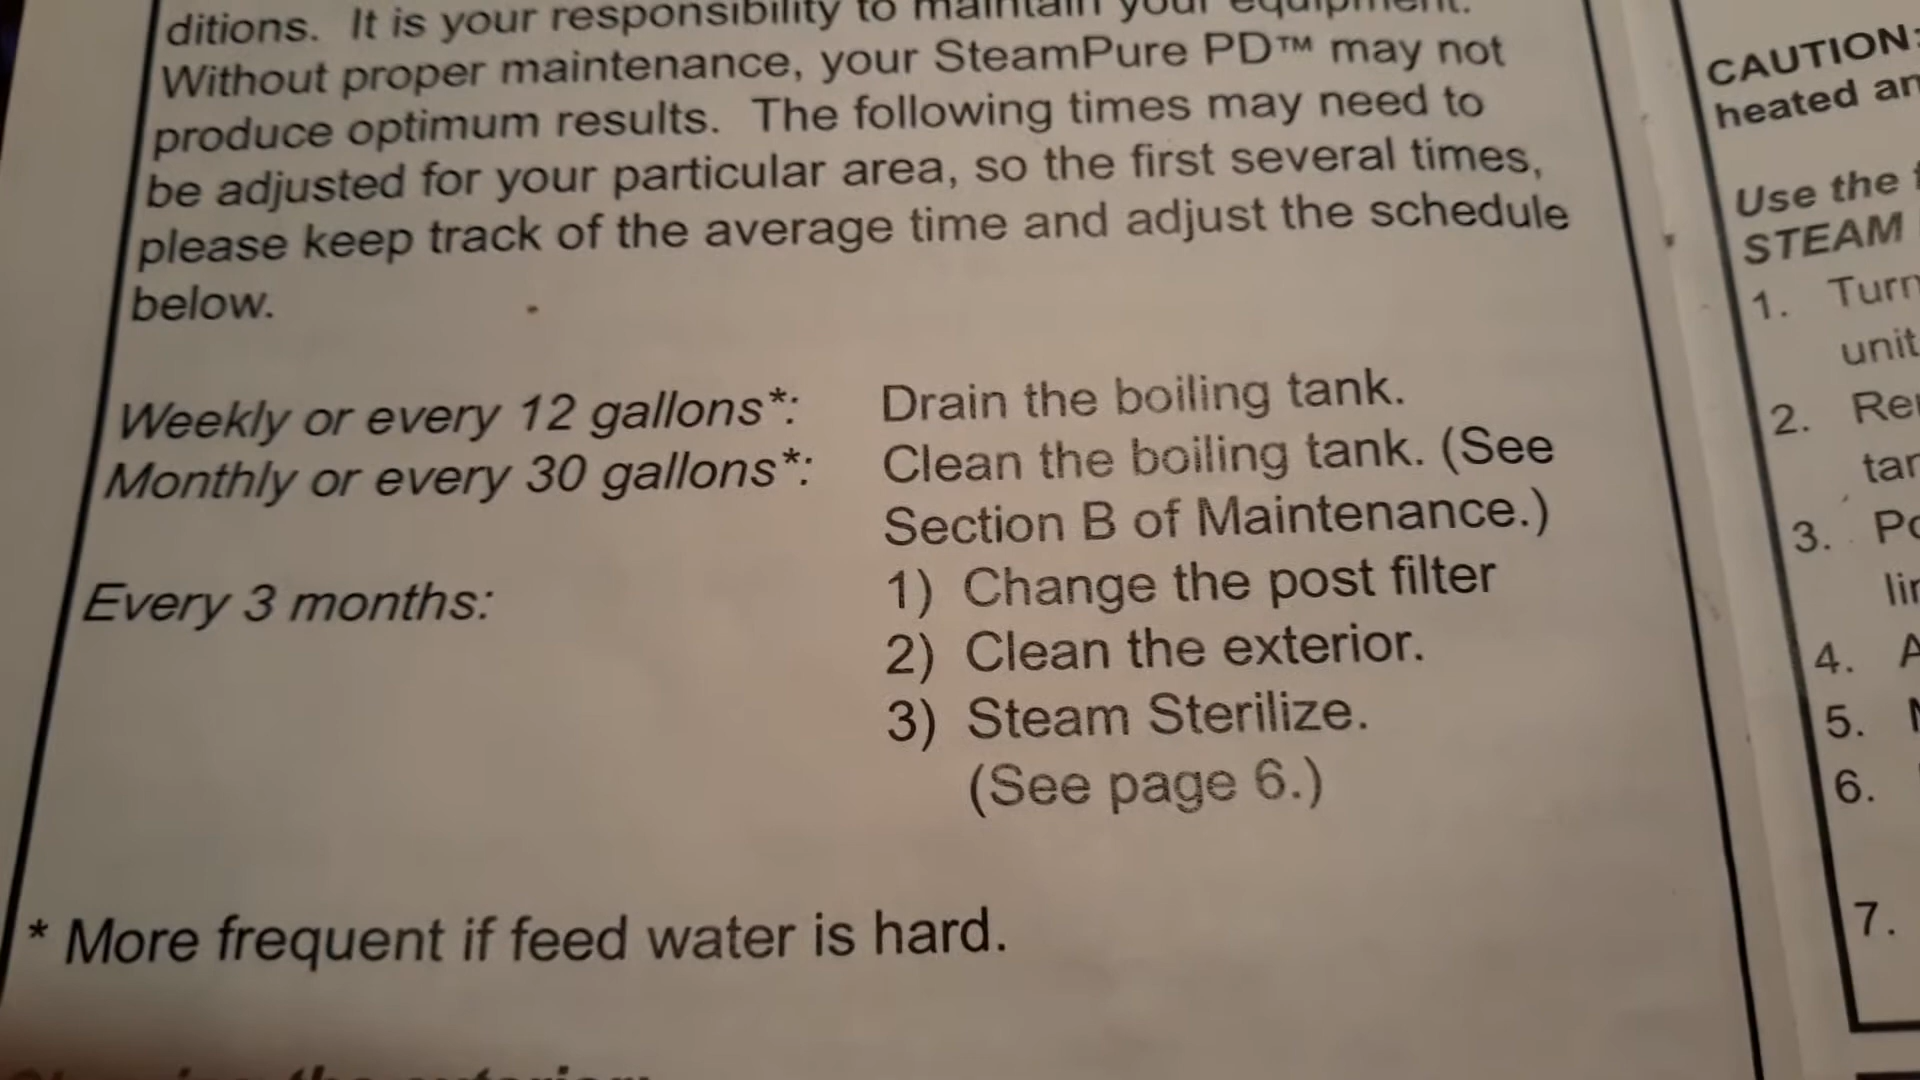 ditions. It is your responsibility to maintain your equipment.
Without proper maintenance, your SteamPure PD™ may not
produce optimum results. The following times may need to
be adjusted for your particular area, so the first several times,
please keep track of the average time and adjust the schedule
below.
Weekly or every 12 gallons*: Drain the boiling tank.
Monthly or every 30 gallons*: Clean the boiling tank. (See
Section B of Maintenance.)
Every 3 months: 1) Change the post filter
2) Clean the exterior.
3) Steam Sterilize.
(See page 6.)
* More frequent if feed water is hard.
the exterior
CAUTION:
heated
Use the
STEAM
1. Turn
unit
2.
3.
4.
5.
6.
7.